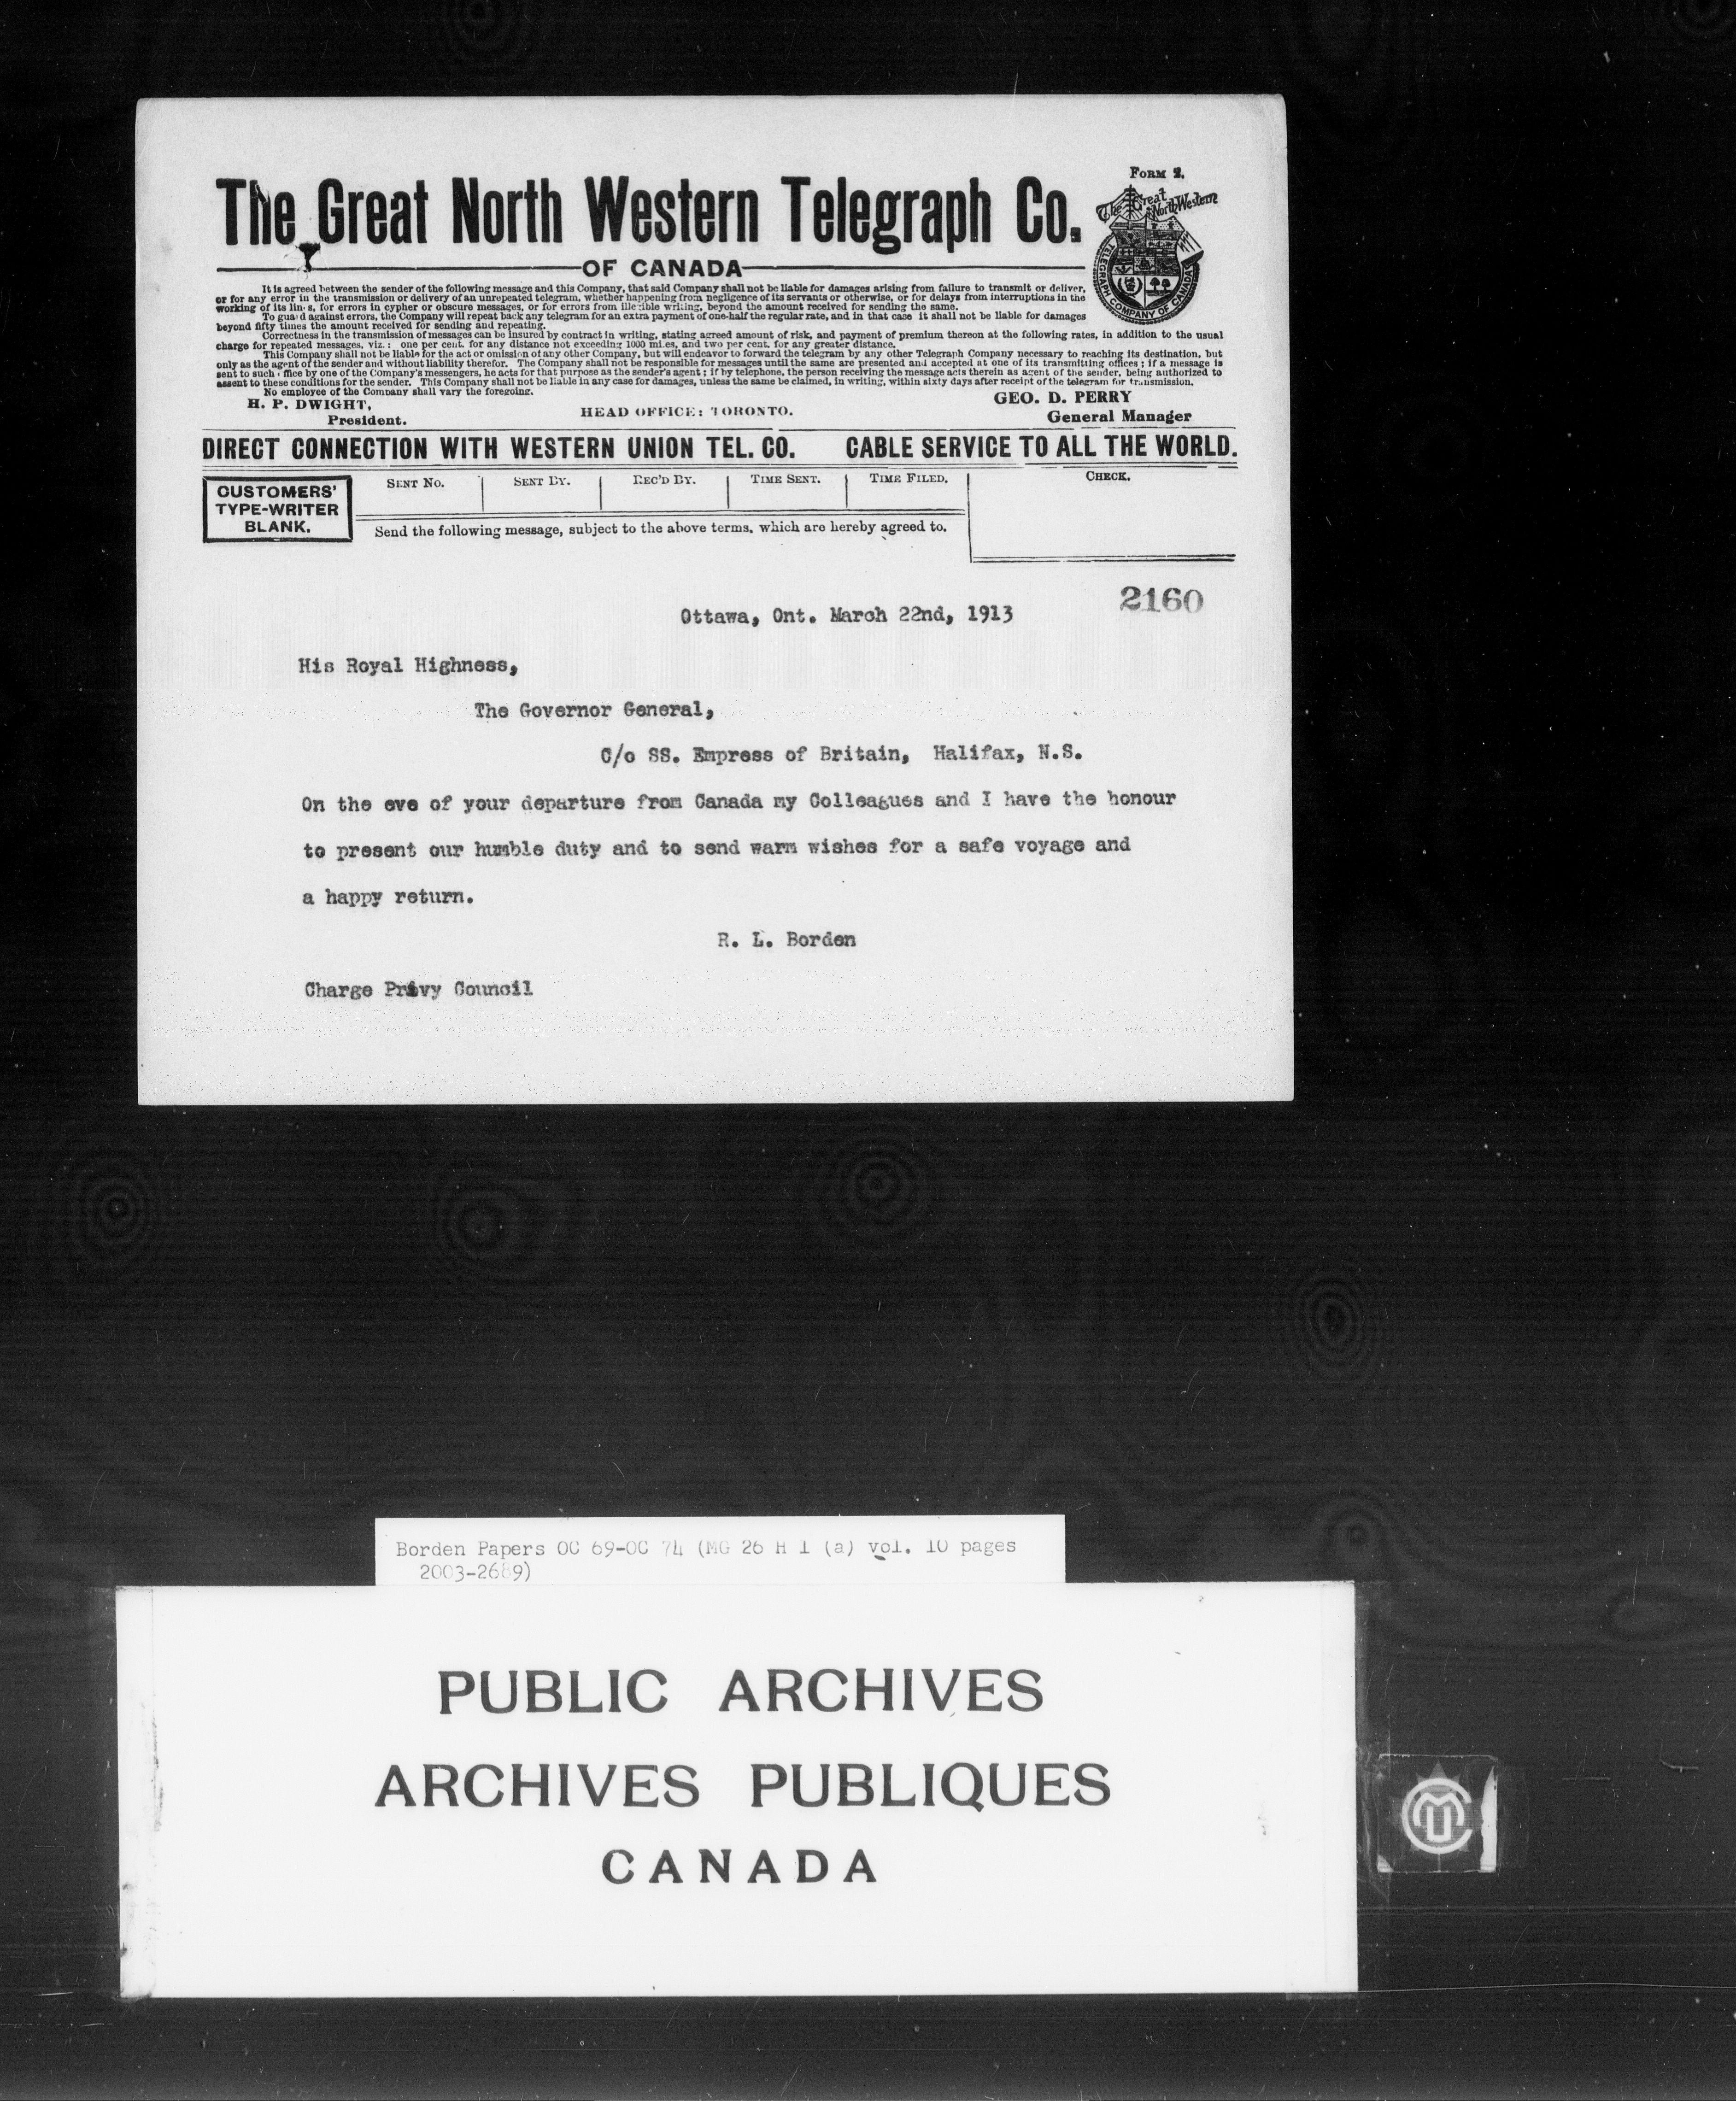 Form 2.
The Great North Western Telegraph Co.
OF CANADA
The Great North Western
TELEGRAPH COMPANY OF CANADA
It is agreed between the sender of the following message and this Company, that said Company shall not be liable for damages arising from failure to transmit or deliver,
or for any error in the transmission or delivery of an unrepeated telegram, whether happening from negligence of its servants or otherwise, or for delays from interruptions in the
working of its lines, for errors in cypher or obscure messages, or for errors from illegible writing, beyond the amount received for sending the same.
To guard against errors, the Company will repeat back any telegram for an extra payment of one-half the regular rate, and in that case it shall not be liable for damages
beyond fifty times the amount received for sending and repeating.
Correctness in the transmission of messages can be insured by contract in writing, stating agreed amount of risk, and payment of premium thereon at the following rates, in addition to the usual
charge for repeated messages, viz.: one per cent. for any distance not exceeding 1000 miles, and two per cent. for any greater distance.
This Company shall not be liable for the act or omission of any other Company, but will endeavor to forward the telegram by any other Telegraph Company necessary to reaching its destination, but
only as the agent of the sender and without liability therefor. The Company shall not be responsible for messages until the same are presented and accepted at one of its transmitting offices; if a message is
sent to such office by one of the Company's messengers, he acts for that purpose as the sender's agent; if by telephone, the person receiving the message acts therein as agent of the sender, being authorized to
assent to these conditions for the sender. This Company shall not be liable in any case for damages, unless the same be claimed, in writing, within sixty days after receipt of the telegram for transmission.
No employee of the Company shall vary the foregoing.
H. P. DWIGHT, President.
HEAD OFFICE: TORONTO.
GEO. D. PERRY General Manager
DIRECT CONNECTION WITH WESTERN UNION TEL. CO. CABLE SERVICE TO ALL THE WORLD.
CUSTOMERS' TYPE-WRITER BLANK.
Sent No. Sent By. Rec'd By. Time Sent. Time Filed. Check.
Send the following message, subject to the above terms, which are hereby agreed to.
2160
Ottawa, Ont. March 22nd, 1913
His Royal Highness,
The Governor General,
C/o SS. Empress of Britain, Halifax, N.S.
On the eve of your departure from Canada my Colleagues and I have the honour
to present our humble duty and to send warm wishes for a safe voyage and
a happy return.
R. L. Borden
Charge Privy Council
Borden Papers OC 69-OC 74 (MG 26 H 1 (a) vol. 10 pages
2003-2689)
PUBLIC ARCHIVES
ARCHIVES PUBLIQUES
CANADA